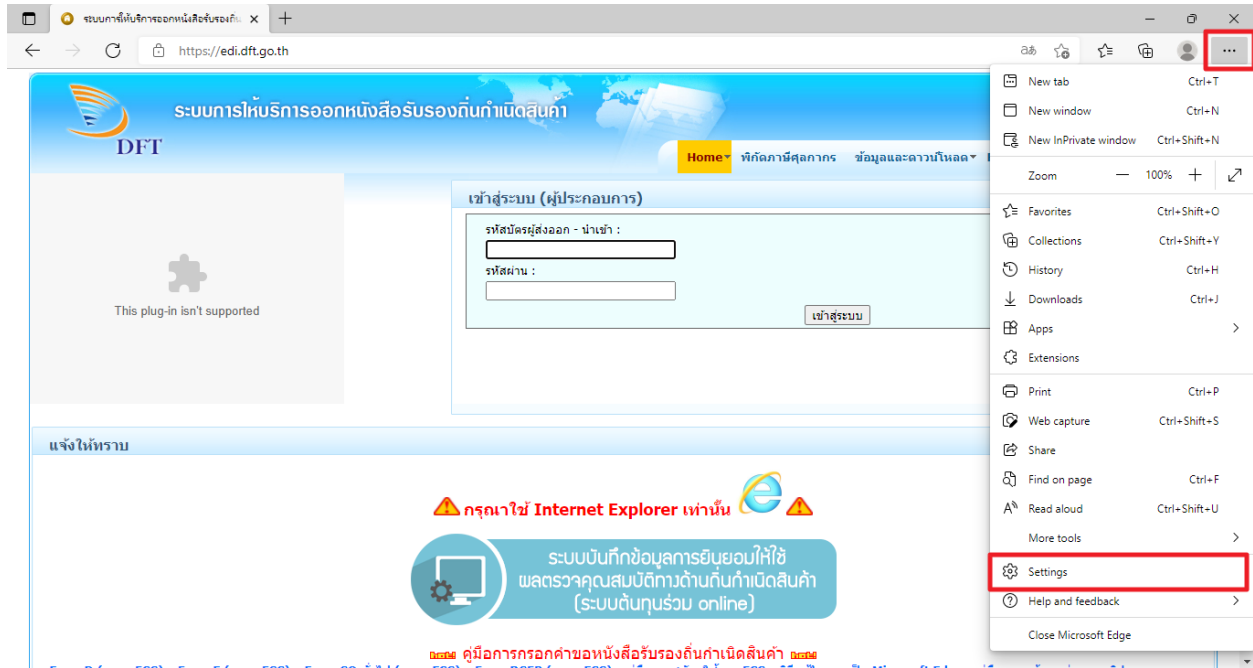 ระบบการให้บริการออกหนังสือรับรองถิ่น
https://edi.dft.go.th
DFT
ระบบการให้บริการออกหนังสือรับรองถิ่นกำเนิดสินค้า
Home พิกัดภาษีศุลกากร ข้อมูลและดาวน์โหลด
This plug-in isn't supported
เข้าสู่ระบบ (ผู้ประกอบการ)
รหัสบัตรผู้ส่งออก - นำเข้า :
รหัสผ่าน :
เข้าสู่ระบบ
แจ้งให้ทราบ
กรุณาใช้ Internet Explorer เท่านั้น
ระบบบันทึกข้อมูลการยินยอมให้ใช้
ผลตรวจคุณสมบัติทางด้านถิ่นกำเนิดสินค้า
(ระบบต้นทุนร่วม online)
คู่มือการกรอกคำขอหนังสือรับรองถิ่นกำเนิดสินค้า
New tab Ctrl+T
New window Ctrl+N
New InPrivate window Ctrl+Shift+N
Zoom 100%
Favorites Ctrl+Shift+O
Collections Ctrl+Shift+Y
History Ctrl+H
Downloads Ctrl+J
Apps
Extensions
Print Ctrl+P
Web capture Ctrl+Shift+S
Share
Find on page Ctrl+F
Read aloud Ctrl+Shift+U
More tools
Settings
Help and feedback
Close Microsoft Edge